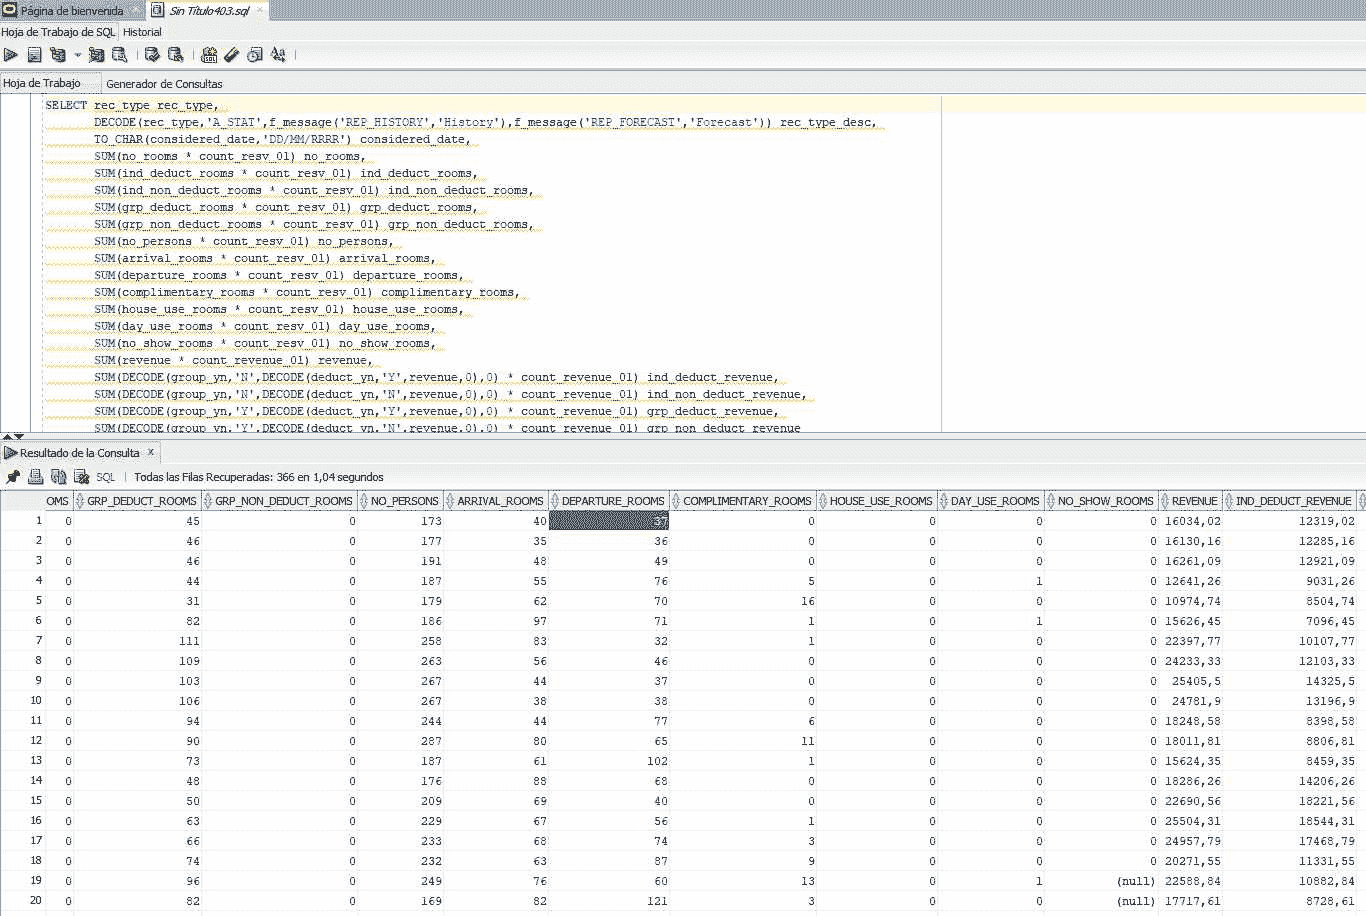 Página de bienvenida × Sin Título403.sql ×
Hoja de Trabajo de SQL Historial
Hoja de Trabajo Generador de Consultas
SELECT rec_type rec_type,
DECODE(rec_type,'A_STAT',f_message('REP_HISTORY','History'),f_message('REP_FORECAST','Forecast')) rec_type_desc,
TO_CHAR(considered_date,'DD/MM/RRRR') considered_date,
SUM(no_rooms * count_resv_01) no_rooms,
SUM(ind_deduct_rooms * count_resv_01) ind_deduct_rooms,
SUM(ind_non_deduct_rooms * count_resv_01) ind_non_deduct_rooms,
SUM(grp_deduct_rooms * count_resv_01) grp_deduct_rooms,
SUM(grp_non_deduct_rooms * count_resv_01) grp_non_deduct_rooms,
SUM(no_persons * count_resv_01) no_persons,
SUM(arrival_rooms * count_resv_01) arrival_rooms,
SUM(departure_rooms * count_resv_01) departure_rooms,
SUM(complimentary_rooms * count_resv_01) complimentary_rooms,
SUM(house_use_rooms * count_resv_01) house_use_rooms,
SUM(day_use_rooms * count_resv_01) day_use_rooms,
SUM(no_show_rooms * count_resv_01) no_show_rooms,
SUM(revenue * count_revenue_01) revenue,
SUM(DECODE(group_yn,'N',DECODE(deduct_yn,'Y',revenue,0),0) * count_revenue_01) ind_deduct_revenue,
SUM(DECODE(group_yn,'N',DECODE(deduct_yn,'N',revenue,0),0) * count_revenue_01) ind_non_deduct_revenue,
SUM(DECODE(group_yn,'Y',DECODE(deduct_yn,'Y',revenue,0),0) * count_revenue_01) grp_deduct_revenue,
SUM(DECODE(group_yn,'Y',DECODE(deduct_yn,'N',revenue,0),0) * count_revenue_01) grp_non_deduct_revenue
Resultado de la Consulta ×
SQL | Todas las Filas Recuperadas: 366 en 1,04 segundos
OMS GRP_DEDUCT_ROOMS GRP_NON_DEDUCT_ROOMS NO_PERSONS ARRIVAL_ROOMS DEPARTURE_ROOMS COMPLIMENTARY_ROOMS HOUSE_USE_ROOMS DAY_USE_ROOMS NO_SHOW_ROOMS REVENUE IND_DEDUCT_REVENUE
1 0 45 0 173 40 37 0 0 0 0 16034,02 12319,02
2 0 46 0 177 35 36 0 0 0 0 16130,16 12285,16
3 0 46 0 191 48 49 0 0 0 0 16261,09 12921,09
4 0 44 0 187 55 76 5 0 1 0 12641,26 9031,26
5 0 31 0 179 62 70 16 0 0 0 10974,74 8504,74
6 0 82 0 186 97 71 1 0 1 0 15626,45 7096,45
7 0 111 0 258 83 32 1 0 0 0 22397,77 10107,77
8 0 109 0 263 56 46 0 0 0 0 24233,33 12103,33
9 0 103 0 267 44 37 0 0 0 0 25405,5 14325,5
10 0 106 0 267 38 38 0 0 0 0 24781,9 13196,9
11 0 94 0 244 44 77 6 0 0 0 18248,58 8398,58
12 0 90 0 287 80 65 11 0 0 0 18011,81 8806,81
13 0 73 0 187 61 102 1 0 0 0 15624,35 8459,35
14 0 48 0 176 88 68 0 0 0 0 18286,26 14206,26
15 0 50 0 209 69 40 0 0 0 0 22690,56 18221,56
16 0 63 0 229 67 56 1 0 0 0 25504,31 18544,31
17 0 66 0 233 68 74 3 0 0 0 24957,79 17468,79
18 0 74 0 232 63 87 9 0 0 0 20271,55 11331,55
19 0 96 0 249 76 60 13 0 1 (null) 22588,84 10882,84
20 0 82 0 169 82 121 3 0 0 (null) 17717,61 8728,61